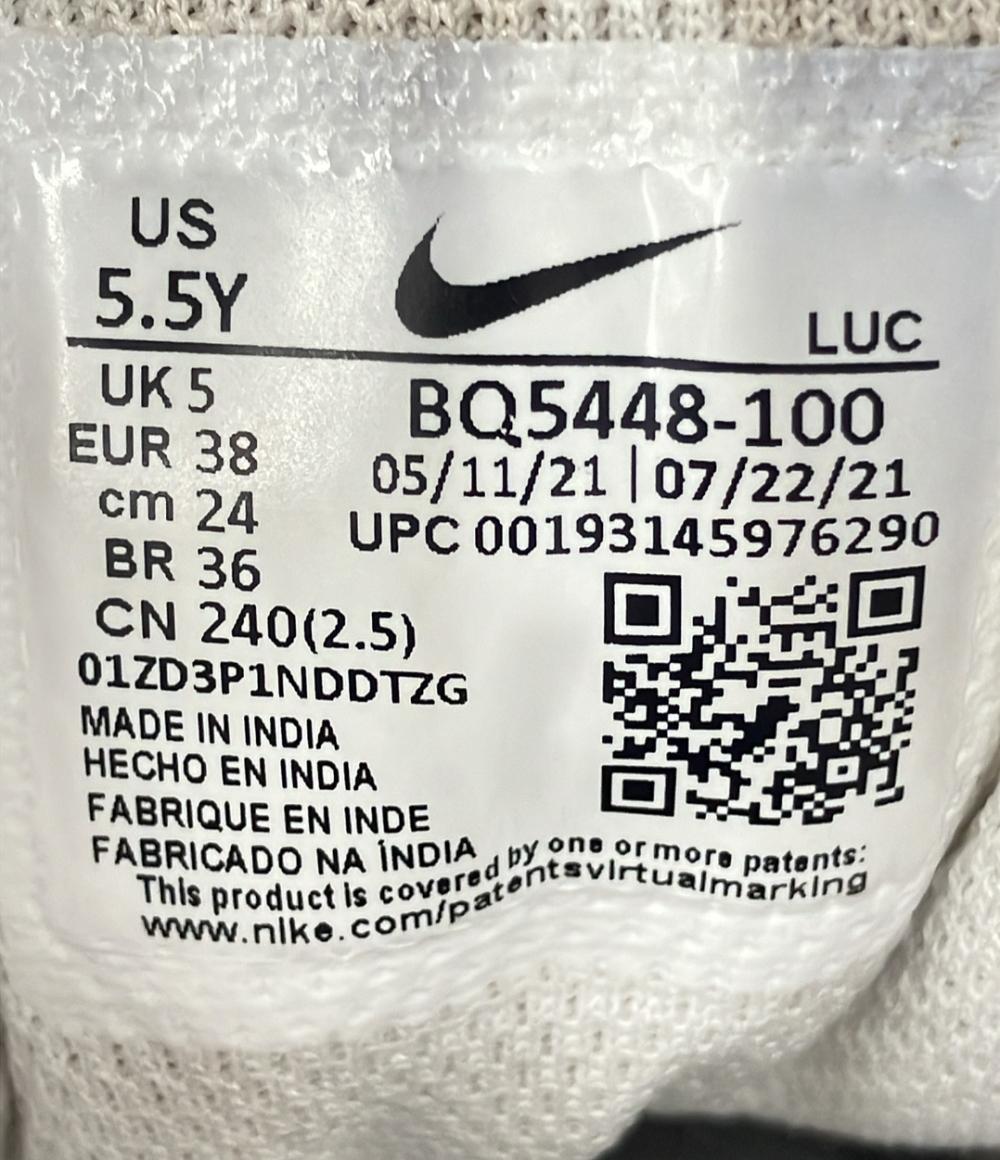 US
5.5Y
LUC
UK 5
EUR 38
cm 24
BR 36
CN 240(2.5)
BQ5448-100
05/11/21 | 07/22/21
UPC 00193145976290
01ZD3P1NDDTZG
MADE IN INDIA
HECHO EN INDIA
FABRIQUE EN INDE
FABRICADO NA ÍNDIA
This product is covered by one or more patents:
www.nike.com/patentsvirtualmarking